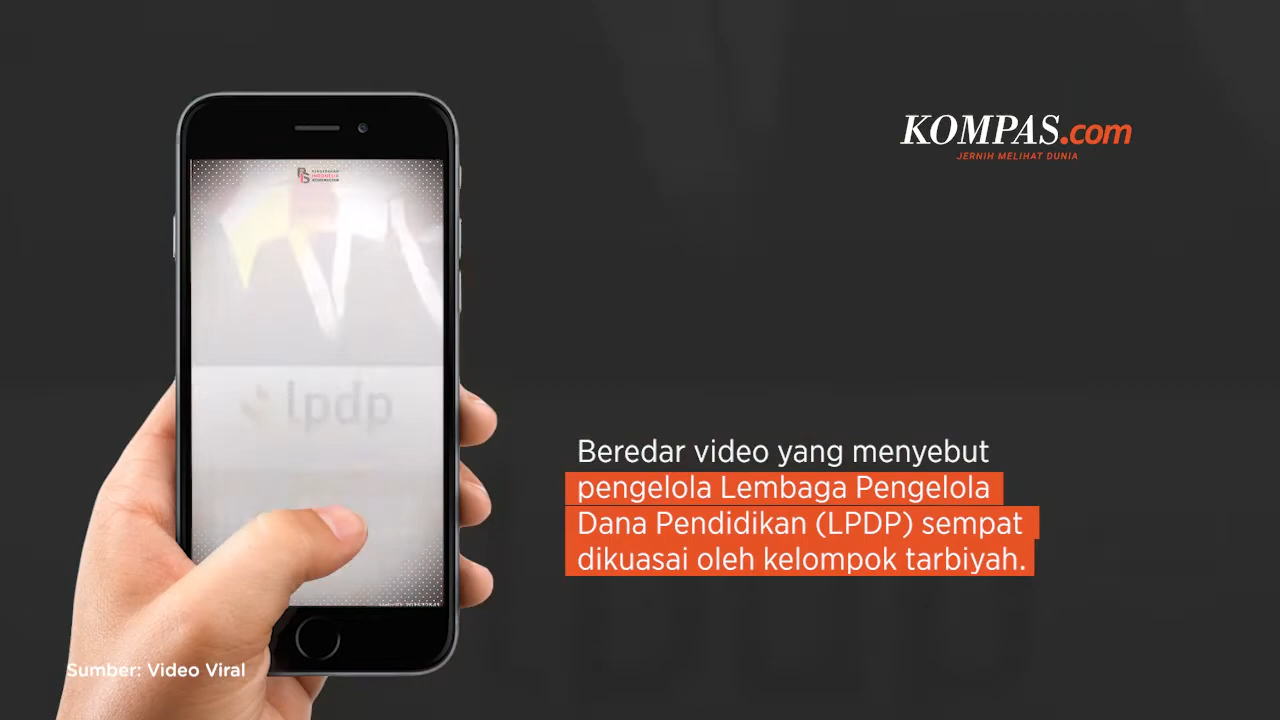 KOMPAS.com
JERNIH MELIHAT DUNIA
INDONESIA
lpdp
Beredar video yang menyebut
pengelola Lembaga Pengelola
Dana Pendidikan (LPDP) sempat
dikuasai oleh kelompok tarbiyah.
Sumber: Video Viral